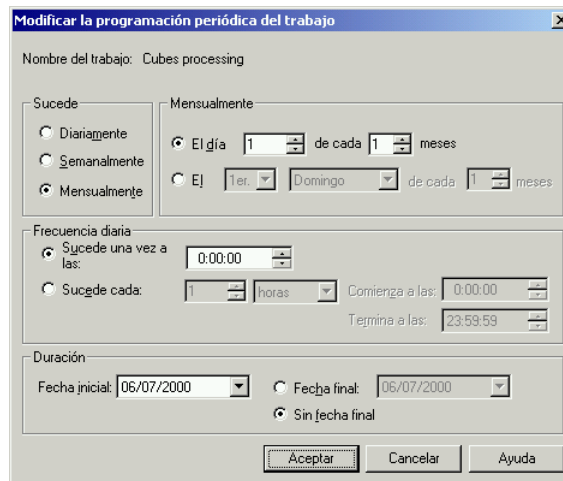 Modificar la programación periódica del trabajo
Nombre del trabajo: Cubes processing
Sucede
Diariamente
Semanalmente
Mensualmente
Mensualmente
El día 1 de cada 1 meses
El 1er. Domingo de cada 1 meses
Frecuencia diaria
Sucede una vez a las: 0:00:00
Sucede cada: 1 horas Comienza a las: 0:00:00
Termina a las: 23:59:59
Duración
Fecha inicial: 06/07/2000 Fecha final: 06/07/2000
Sin fecha final
Aceptar Cancelar Ayuda